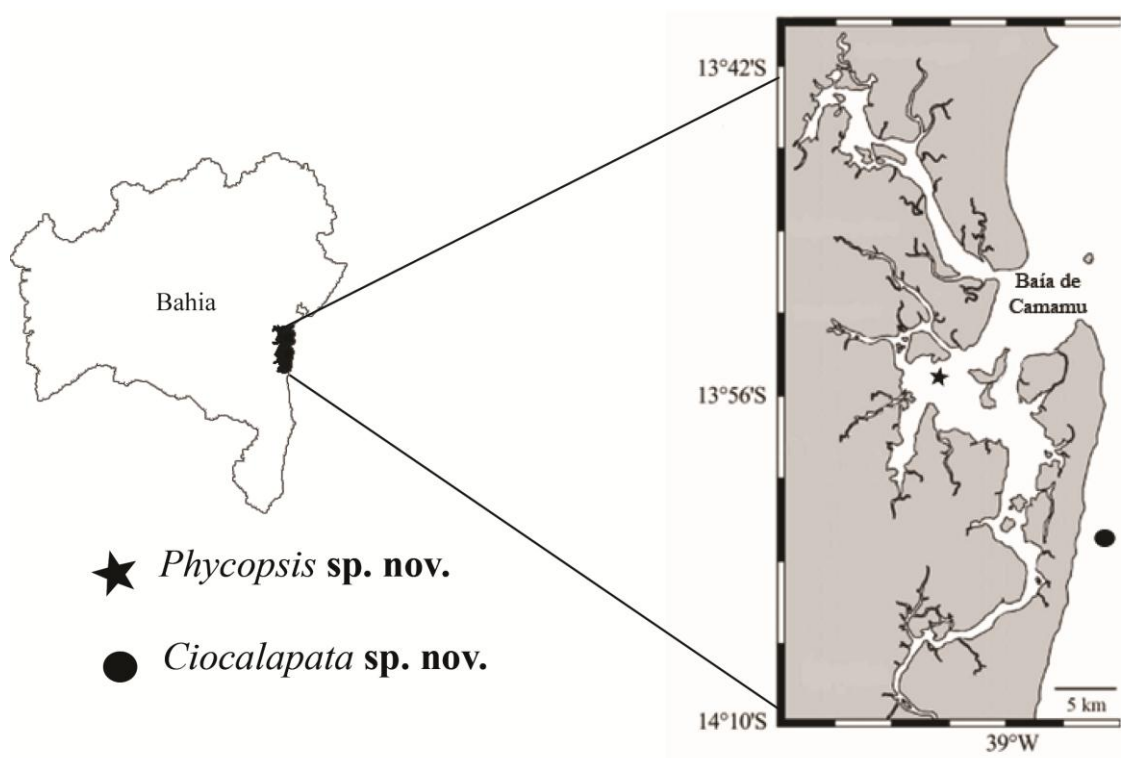 Bahia
Phycopsis sp. nov.
Ciocalapata sp. nov.
13°42'S
Baía de
Camamu
13°56'S
5 km
14°10'S
39°W